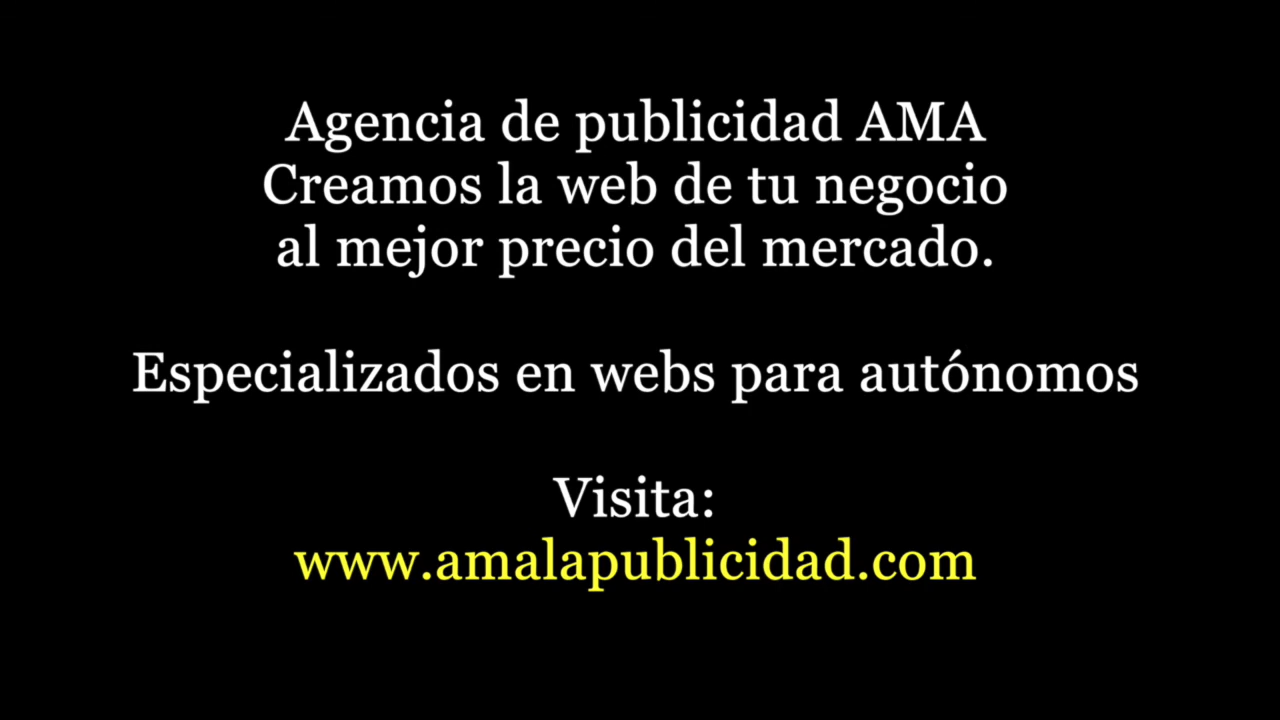 Agencia de publicidad AMA
Creamos la web de tu negocio
al mejor precio del mercado.
Especializados en webs para autónomos
Visita:
www.amalapublicidad.com